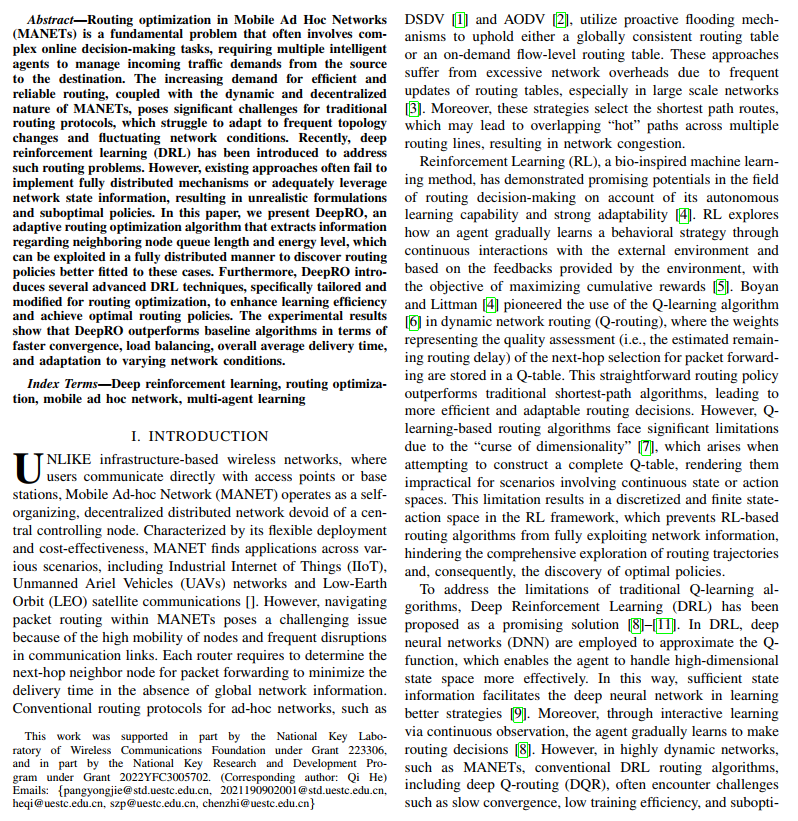 Abstract—Routing optimization in Mobile Ad Hoc Networks
(MANETs) is a fundamental problem that often involves com-
plex online decision-making tasks, requiring multiple intelligent
agents to manage incoming traffic demands from the source
to the destination. The increasing demand for efficient and
reliable routing, coupled with the dynamic and decentralized
nature of MANETs, poses significant challenges for traditional
routing protocols, which struggle to adapt to frequent topology
changes and fluctuating network conditions. Recently, deep
reinforcement learning (DRL) has been introduced to address
such routing problems. However, existing approaches often fail to
implement fully distributed mechanisms or adequately leverage
network state information, resulting in unrealistic formulations
and suboptimal policies. In this paper, we present DeepRO, an
adaptive routing optimization algorithm that extracts information
regarding neighboring node queue length and energy level, which
can be exploited in a fully distributed manner to discover routing
policies better fitted to these cases. Furthermore, DeepRO intro-
duces several advanced DRL techniques, specifically tailored and
modified for routing optimization, to enhance learning efficiency
and achieve optimal routing policies. The experimental results
show that DeepRO outperforms baseline algorithms in terms of
faster convergence, load balancing, overall average delivery time,
and adaptation to varying network conditions.
Index Terms—Deep reinforcement learning, routing optimiza-
tion, mobile ad hoc network, multi-agent learning
I. INTRODUCTION
UNLIKE infrastructure-based wireless networks, where
users communicate directly with access points or base
stations, Mobile Ad-hoc Network (MANET) operates as a self-
organizing, decentralized distributed network devoid of a cen-
tral controlling node. Characterized by its flexible deployment
and cost-effectiveness, MANET finds applications across var-
ious scenarios, including Industrial Internet of Things (IIoT),
Unmanned Ariel Vehicles (UAVs) networks and Low-Earth
Orbit (LEO) satellite communications []. However, navigating
packet routing within MANETs poses a challenging issue
because of the high mobility of nodes and frequent disruptions
in communication links. Each router requires to determine the
next-hop neighbor node for packet forwarding to minimize the
delivery time in the absence of global network information.
Conventional routing protocols for ad-hoc networks, such as
This work was supported in part by the National Key Labo-
ratory of Wireless Communications Foundation under Grant 223306,
and in part by the National Key Research and Development Pro-
gram under Grant 2022YFC3005702. (Corresponding author: Qi He)
Emails: {pangyongjie@std.uestc.edu.cn, 2021190902001@std.uestc.edu.cn,
heqi@uestc.edu.cn, szp@uestc.edu.cn, chenzhi@uestc.edu.cn}
DSDV [1] and AODV [2], utilize proactive flooding mech-
anisms to uphold either a globally consistent routing table
or an on-demand flow-level routing table. These approaches
suffer from excessive network overheads due to frequent
updates of routing tables, especially in large scale networks
[3]. Moreover, these strategies select the shortest path routes,
which may lead to overlapping “hot” paths across multiple
routing lines, resulting in network congestion.
Reinforcement Learning (RL), a bio-inspired machine learn-
ing method, has demonstrated promising potentials in the field
of routing decision-making on account of its autonomous
learning capability and strong adaptability [4]. RL explores
how an agent gradually learns a behavioral strategy through
continuous interactions with the external environment and
based on the feedbacks provided by the environment, with
the objective of maximizing cumulative rewards [5]. Boyan
and Littman [4] pioneered the use of the Q-learning algorithm
[6] in dynamic network routing (Q-routing), where the weights
representing the quality assessment (i.e., the estimated remain-
ing routing delay) of the next-hop selection for packet forward-
ing are stored in a Q-table. This straightforward routing policy
outperforms traditional shortest-path algorithms, leading to
more efficient and adaptable routing decisions. However, Q-
learning-based routing algorithms face significant limitations
due to the “curse of dimensionality” [7], which arises when
attempting to construct a complete Q-table, rendering them
impractical for scenarios involving continuous state or action
spaces. This limitation results in a discretized and finite state-
action space in the RL framework, which prevents RL-based
routing algorithms from fully exploiting network information,
hindering the comprehensive exploration of routing trajectories
and, consequently, the discovery of optimal policies.
To address the limitations of traditional Q-learning al-
gorithms, Deep Reinforcement Learning (DRL) has been
proposed as a promising solution [8]–[11]. In DRL, deep
neural networks (DNN) are employed to approximate the Q-
function, which enables the agent to handle high-dimensional
state space more effectively. In this way, sufficient state
information facilitates the deep neural network in learning
better strategies [9]. Moreover, through interactive learning
via continuous observation, the agent gradually learns to make
routing decisions [8]. However, in highly dynamic networks,
such as MANETs, conventional DRL routing algorithms,
including deep Q-routing (DQR), often encounter challenges
such as slow convergence, low training efficiency, and subopti-